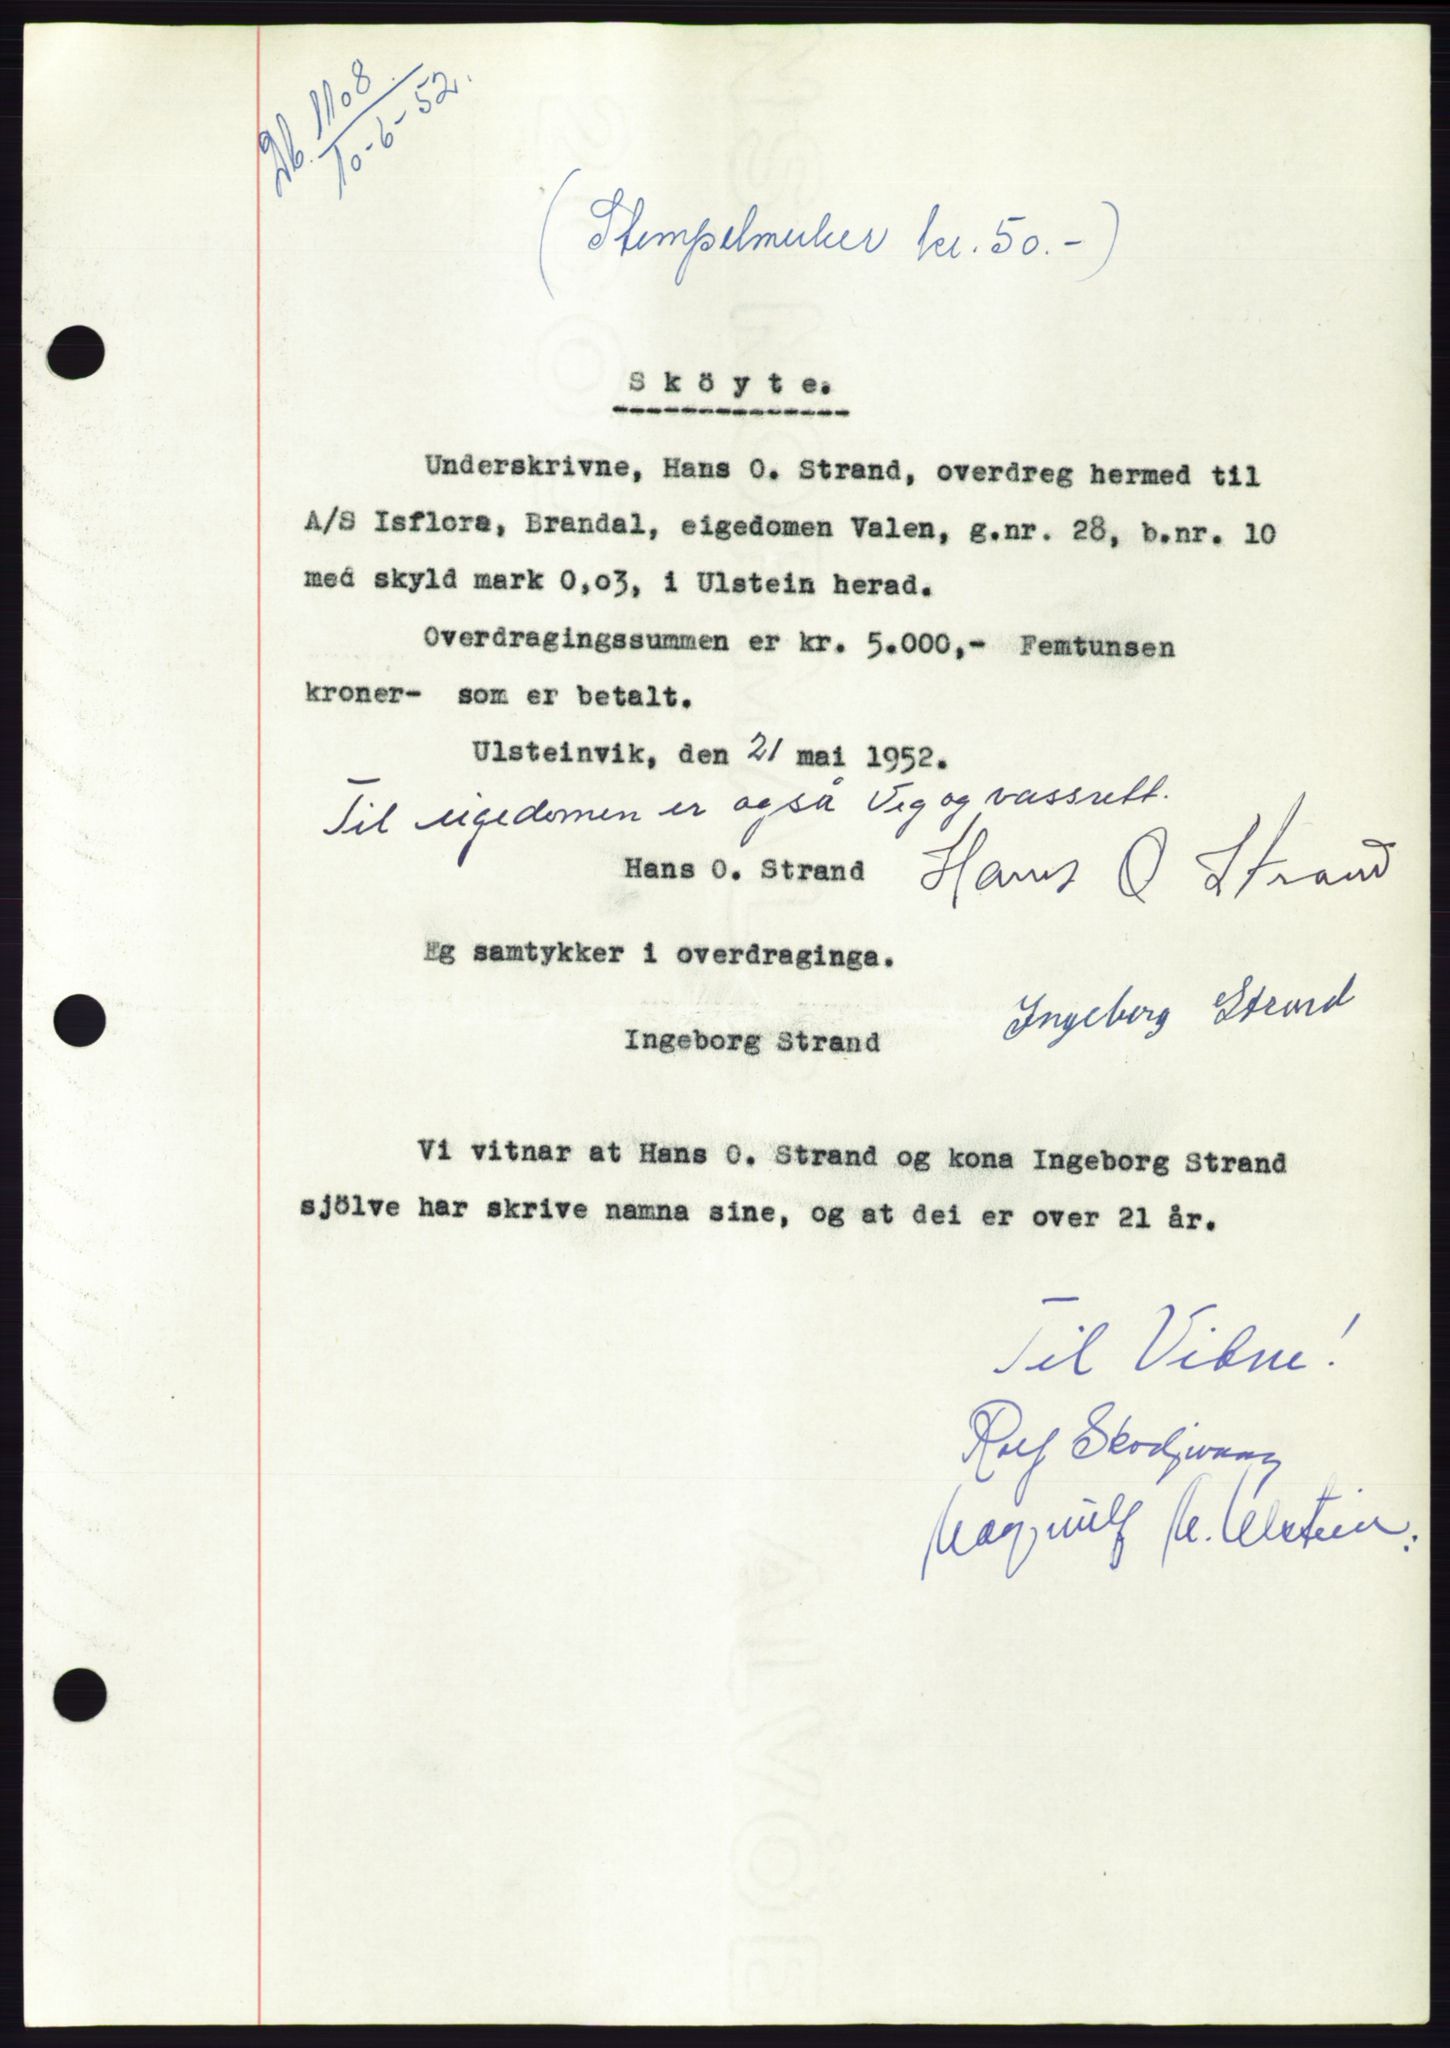 Db. 1108
10-6-52.
(Stempelmerker kr. 50.-)
Sköyte.
Underskrivne, Hans O. Strand, overdreg hermed til
A/S Isflora, Brandal, eigedomen Valen, g.nr. 28, b.nr. 10
med skyld mark 0,03, i Ulstein herad.
Overdragingssummen er kr. 5.000,- Femtunsen
kroner- som er betalt.
Ulsteinvik, den 21 mai 1952.
Til eigedomen er også Veg og vassrett.
Hans O. Strand Hans O Strand
Eg samtykker i overdraginga.
Ingeborg Strand
Ingeborg Strand
Vi vitnar at Hans O. Strand og kona Ingeborg Strand
sjölve har skrive namna sine, og at dei er over 21 år.
Til Vitne!
Rolf Skodjvaag
Magnulf M. Ulstein.